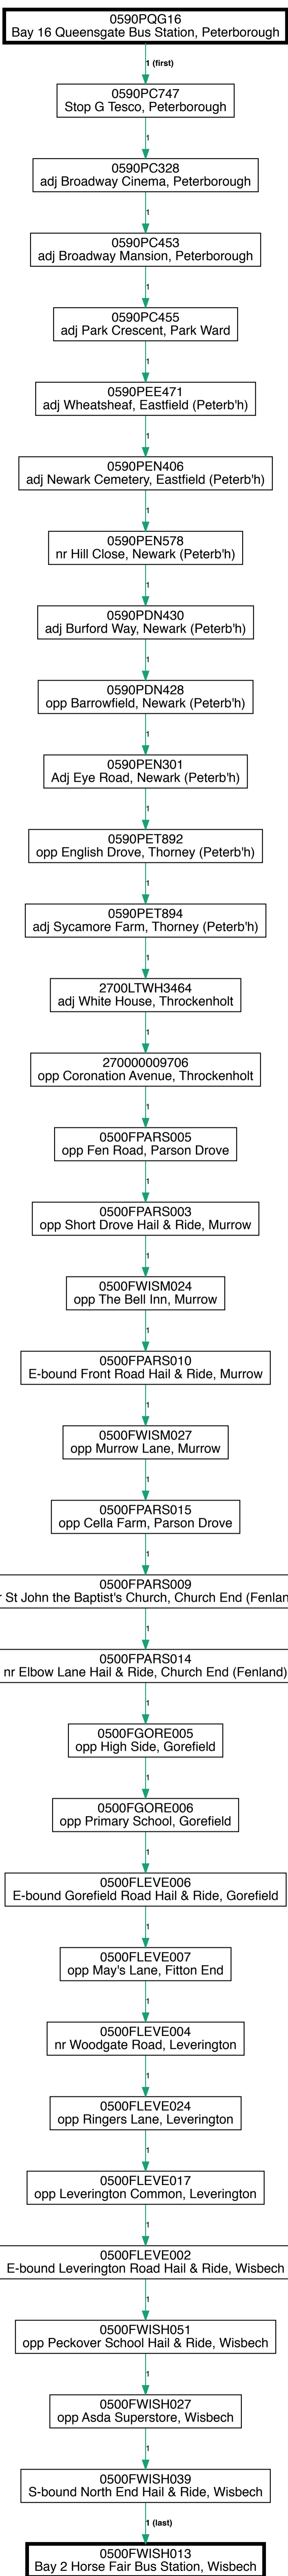 0590PQG16
Bay 16 Queensgate Bus Station, Peterborough
1 (first)
0590PC747
Stop G Tesco, Peterborough
1
0590PC328
adj Broadway Cinema, Peterborough
1
0590PC453
adj Broadway Mansion, Peterborough
1
0590PC455
adj Park Crescent, Park Ward
1
0590PEE471
adj Wheatsheaf, Eastfield (Peterb'h)
1
0590PEN406
adj Newark Cemetery, Eastfield (Peterb'h)
1
0590PEN578
nr Hill Close, Newark (Peterb'h)
1
0590PDN430
adj Burford Way, Newark (Peterb'h)
1
0590PDN428
opp Barrowfield, Newark (Peterb'h)
1
0590PEN301
Adj Eye Road, Newark (Peterb'h)
1
0590PET892
opp English Drove, Thorney (Peterb'h)
1
0590PET894
adj Sycamore Farm, Thorney (Peterb'h)
1
2700LTWH3464
adj White House, Throckenholt
1
270000009706
opp Coronation Avenue, Throckenholt
1
0500FPARS005
opp Fen Road, Parson Drove
1
0500FPARS003
opp Short Drove Hail & Ride, Murrow
1
0500FWISM024
opp The Bell Inn, Murrow
1
0500FPARS010
E-bound Front Road Hail & Ride, Murrow
1
0500FWISM027
opp Murrow Lane, Murrow
1
0500FPARS015
opp Cella Farm, Parson Drove
1
0500FPARS009
r St John the Baptist's Church, Church End (Fenlan
1
0500FPARS014
nr Elbow Lane Hail & Ride, Church End (Fenland)
1
0500FGORE005
opp High Side, Gorefield
1
0500FGORE006
opp Primary School, Gorefield
1
0500FLEVE006
E-bound Gorefield Road Hail & Ride, Gorefield
1
0500FLEVE007
opp May's Lane, Fitton End
1
0500FLEVE004
nr Woodgate Road, Leverington
1
0500FLEVE024
opp Ringers Lane, Leverington
1
0500FLEVE017
opp Leverington Common, Leverington
1
0500FLEVE002
E-bound Leverington Road Hail & Ride, Wisbech
1
0500FWISH051
opp Peckover School Hail & Ride, Wisbech
1
0500FWISH027
opp Asda Superstore, Wisbech
1
0500FWISH039
S-bound North End Hail & Ride, Wisbech
1 (last)
0500FWISH013
Bay 2 Horse Fair Bus Station, Wisbech